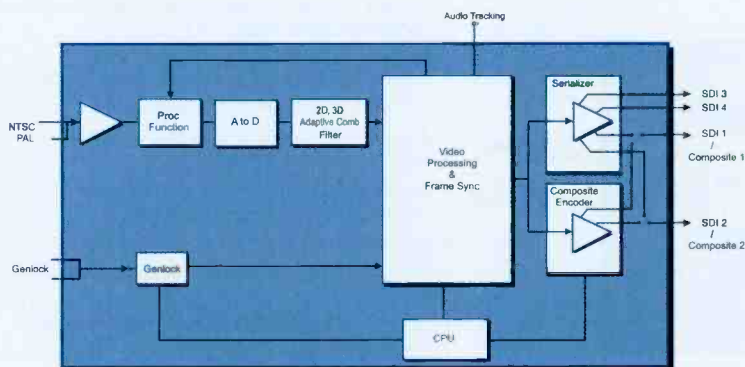 Audio Tracking
NTSC
PAL
Proc
Function
A to D
2D, 3D
Adaptive Comb
Filter
Video
Processing
&
Frame Sync
Serializer
SDI 3
SDI 4
SDI 1
/
Composite 1
Composite
Encoder
SDI 2
/
Composite 2
Genlock
Genlock
CPU